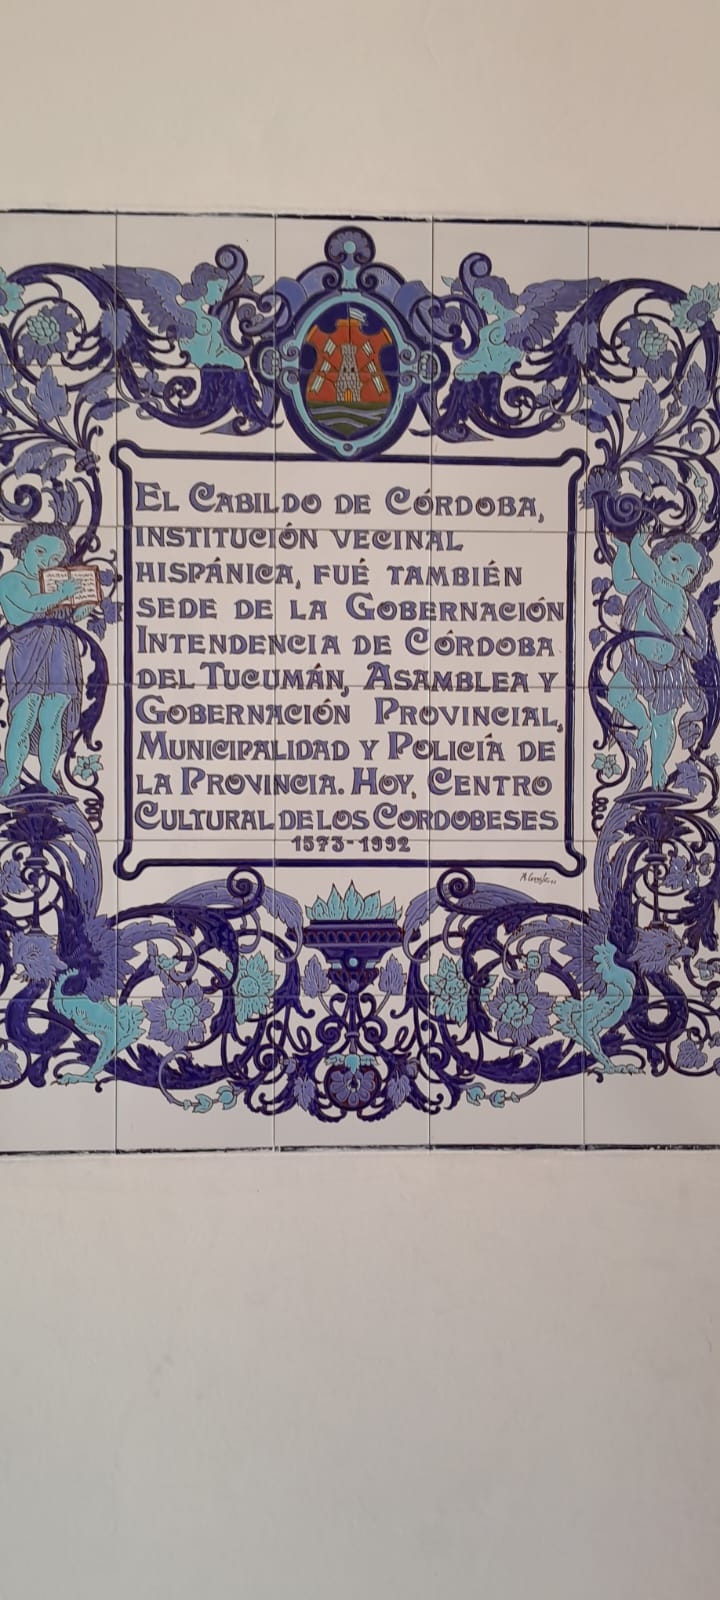 EL CABILDO DE CÓRDOBA,
INSTITUCIÓN VECINAL
HISPÁNICA, FUÉ TAMBIÉN
SEDE DE LA GOBERNACIÓN
INTENDENCIA DE CÓRDOBA
DEL TUCUMÁN, ASAMBLEA Y
GOBERNACIÓN PROVINCIAL,
MUNICIPALIDAD Y POLICÍA DE
LA PROVINCIA. HOY, CENTRO
CULTURAL DE LOS CORDOBESES
1573-1992